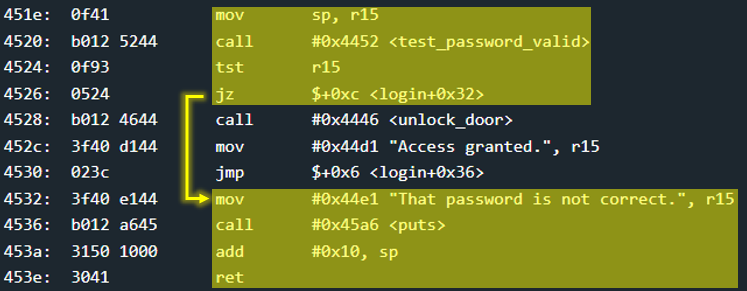 451e: 0f41 mov sp, r15
4520: b012 5244 call #0x4452 <test_password_valid>
4524: 0f93 tst r15
4526: 0524 jz $+0xc <login+0x32>
4528: b012 4644 call #0x4446 <unlock_door>
452c: 3f40 d144 mov #0x44d1 "Access granted.", r15
4530: 023c jmp $+0x6 <login+0x36>
4532: 3f40 e144 mov #0x44e1 "That password is not correct.", r15
4536: b012 a645 call #0x45a6 <puts>
453a: 3150 1000 add #0x10, sp
453e: 3041 ret